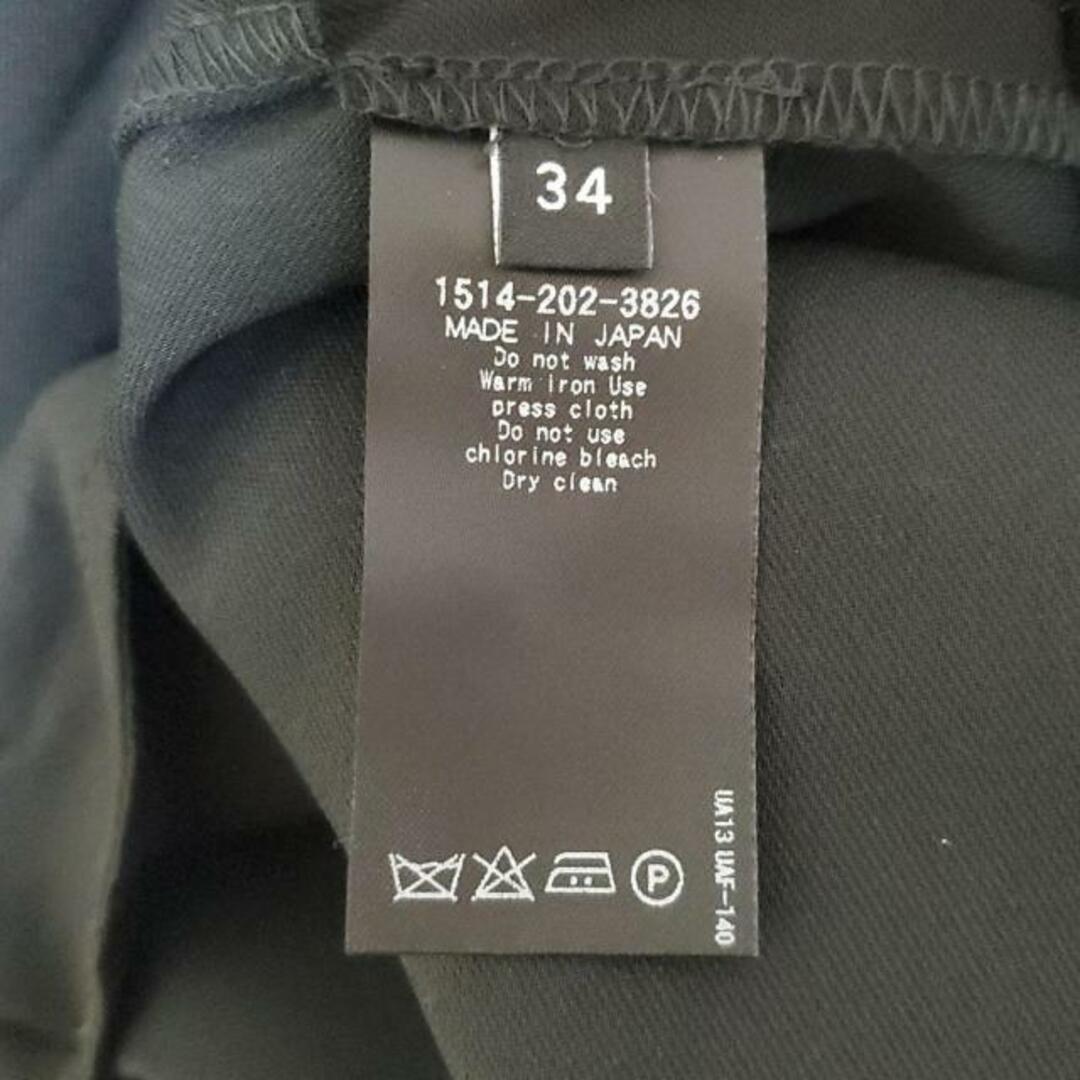 34
1514-202-3826
MADE IN JAPAN
Do not wash
Warm iron Use
press cloth
Do not use
chlorine bleach
Dry clean
P
UA13 UAF-140